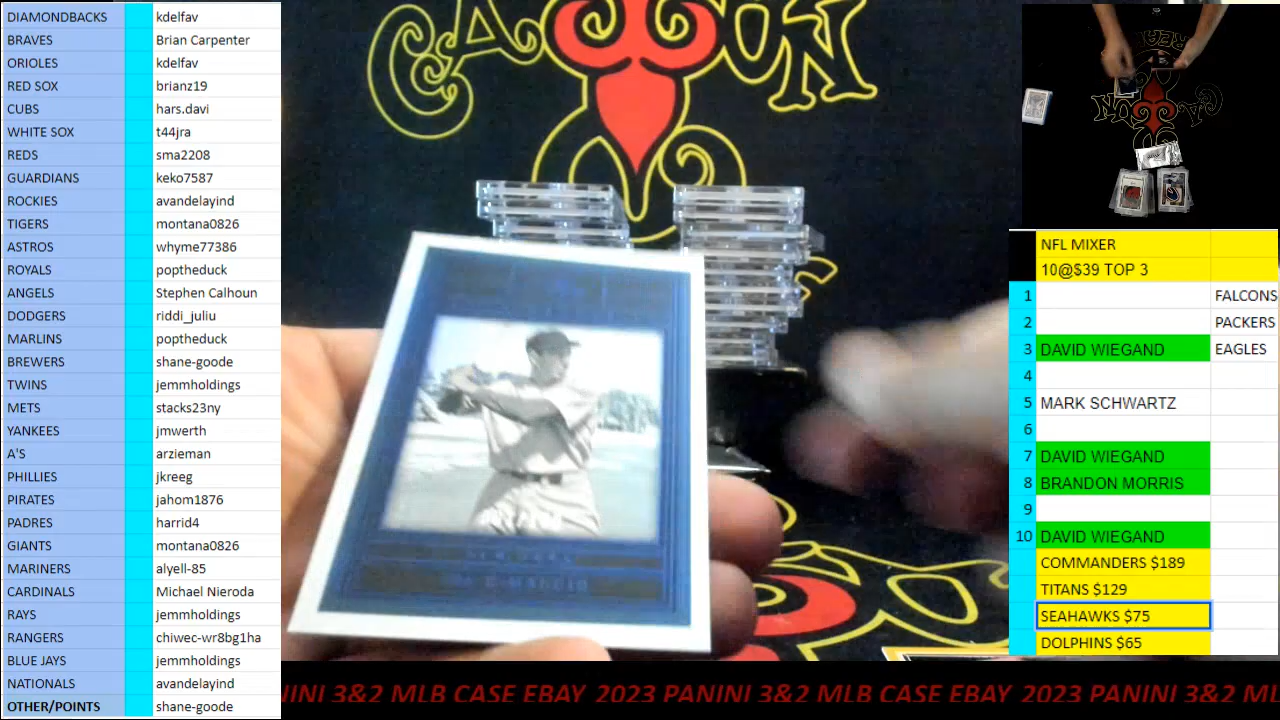 DIAMONDBACKS kdelfav
BRAVES Brian Carpenter
ORIOLES kdelfav
RED SOX brianz19
CUBS hars.davi
WHITE SOX t44jra
REDS sma2208
GUARDIANS keko7587
ROCKIES avandelayind
TIGERS montana0826
ASTROS whyme77386
ROYALS poptheduck
ANGELS Stephen Calhoun
DODGERS riddi_juliu
MARLINS poptheduck
BREWERS shane-goode
TWINS jemmholdings
METS stacks23ny
YANKEES jmwerth
A'S arzieman
PHILLIES jkreeg
PIRATES jahom1876
PADRES harrid4
GIANTS montana0826
MARINERS alyell-85
CARDINALS Michael Nieroda
RAYS jemmholdings
RANGERS chiwec-wr8bg1ha
BLUE JAYS jemmholdings
NATIONALS avandelayind
OTHER/POINTS shane-goode
NFL MIXER
10@$39 TOP 3
1 FALCONS
2 PACKERS
3 DAVID WIEGAND EAGLES
4
5 MARK SCHWARTZ
6
7 DAVID WIEGAND
8 BRANDON MORRIS
9
10 DAVID WIEGAND
COMMANDERS $189
TITANS $129
SEAHAWKS $75
DOLPHINS $65
INI 3&2 MLB CASE EBAY 2023 PANINI 3&2 MLB CASE EBAY 2023 PANINI 3&2 ML